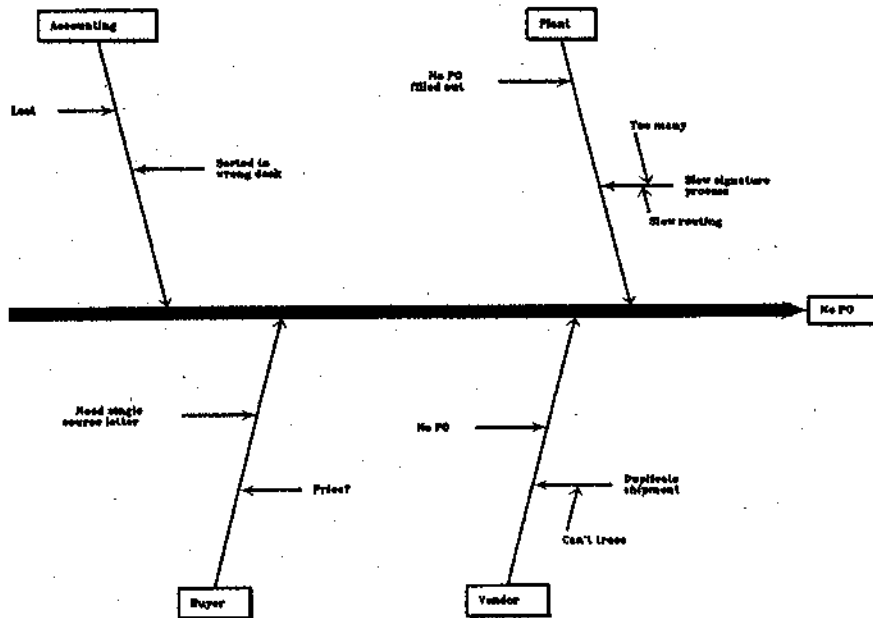 Accounting
Plant
No PO
filled out
Lost
Too many
Sorted in
wrong desk
Slow signature
process
Slow routing
No PO
Need single
source letter
No PO
Price?
Duplicate
shipment
Can't trace
Buyer
Vendor